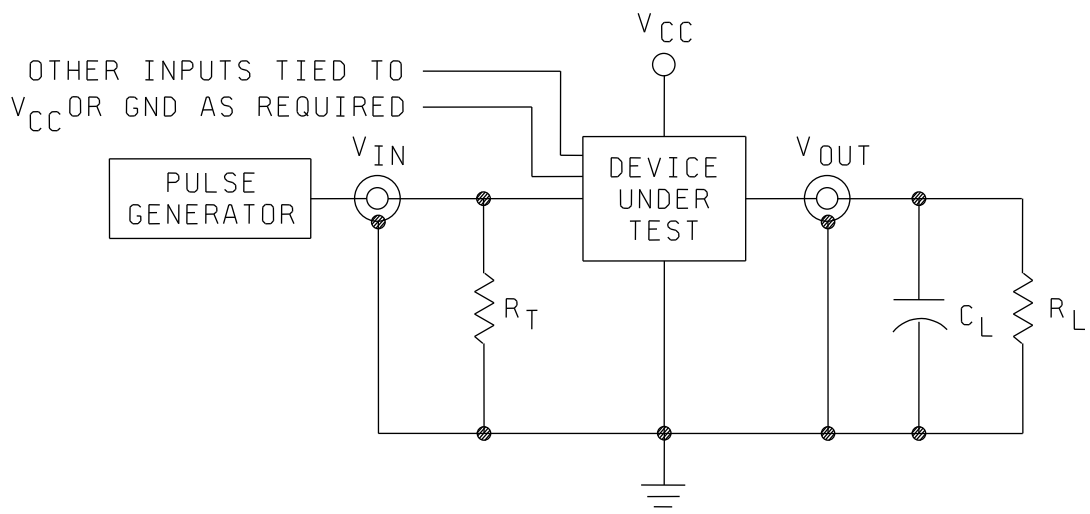 VCC
OTHER INPUTS TIED TO
VCC OR GND AS REQUIRED
VIN
VOUT
PULSE
GENERATOR
DEVICE
UNDER
TEST
RT
CL
RL